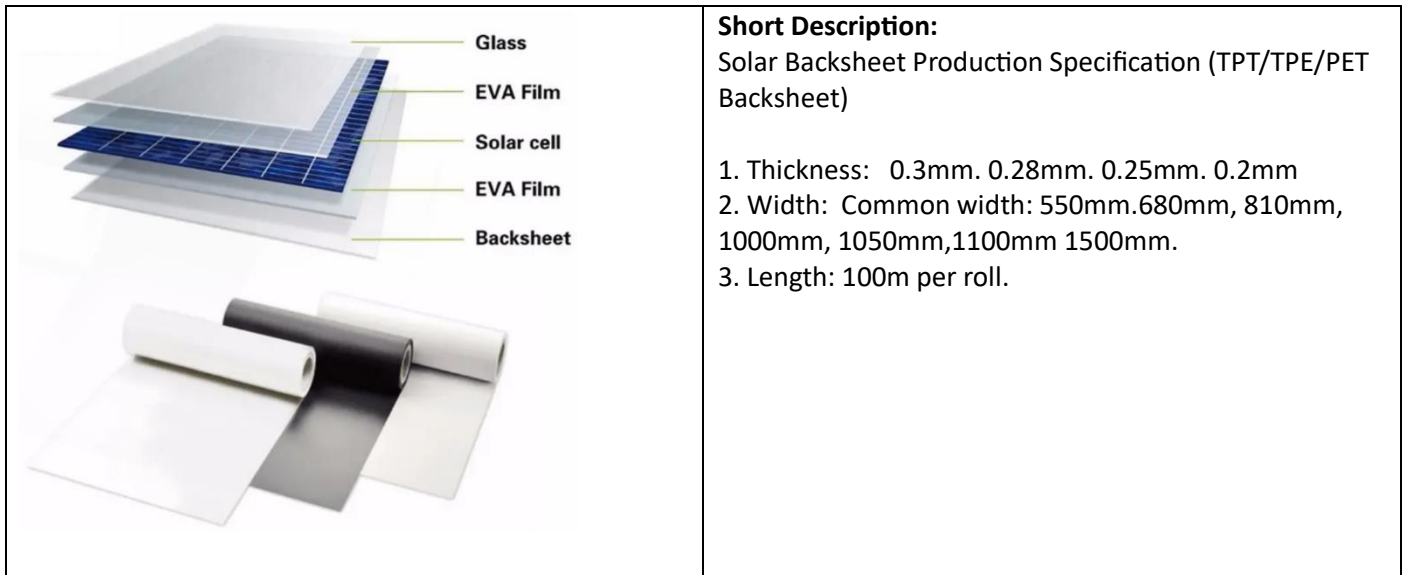 Glass
EVA Film
Solar cell
EVA Film
Backsheet
Short Description:
Solar Backsheet Production Specification (TPT/TPE/PET
Backsheet)
1. Thickness:   0.3mm. 0.28mm. 0.25mm. 0.2mm
2. Width:  Common width: 550mm.680mm, 810mm,
1000mm, 1050mm,1100mm 1500mm.
3. Length: 100m per roll.